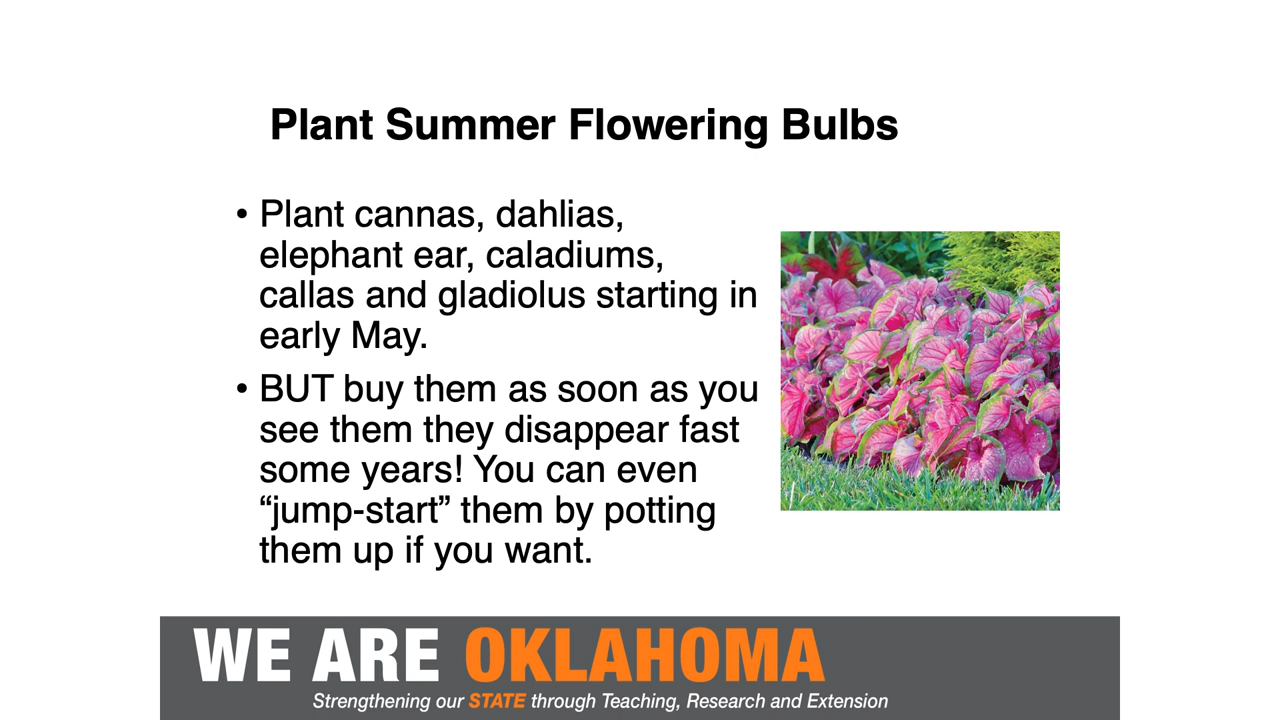 Plant Summer Flowering Bulbs
• Plant cannas, dahlias,
elephant ear, caladiums,
callas and gladiolus starting in
early May.
• BUT buy them as soon as you
see them they disappear fast
some years! You can even
“jump-start” them by potting
them up if you want.
WE ARE OKLAHOMA
Strengthening our STATE through Teaching, Research and Extension